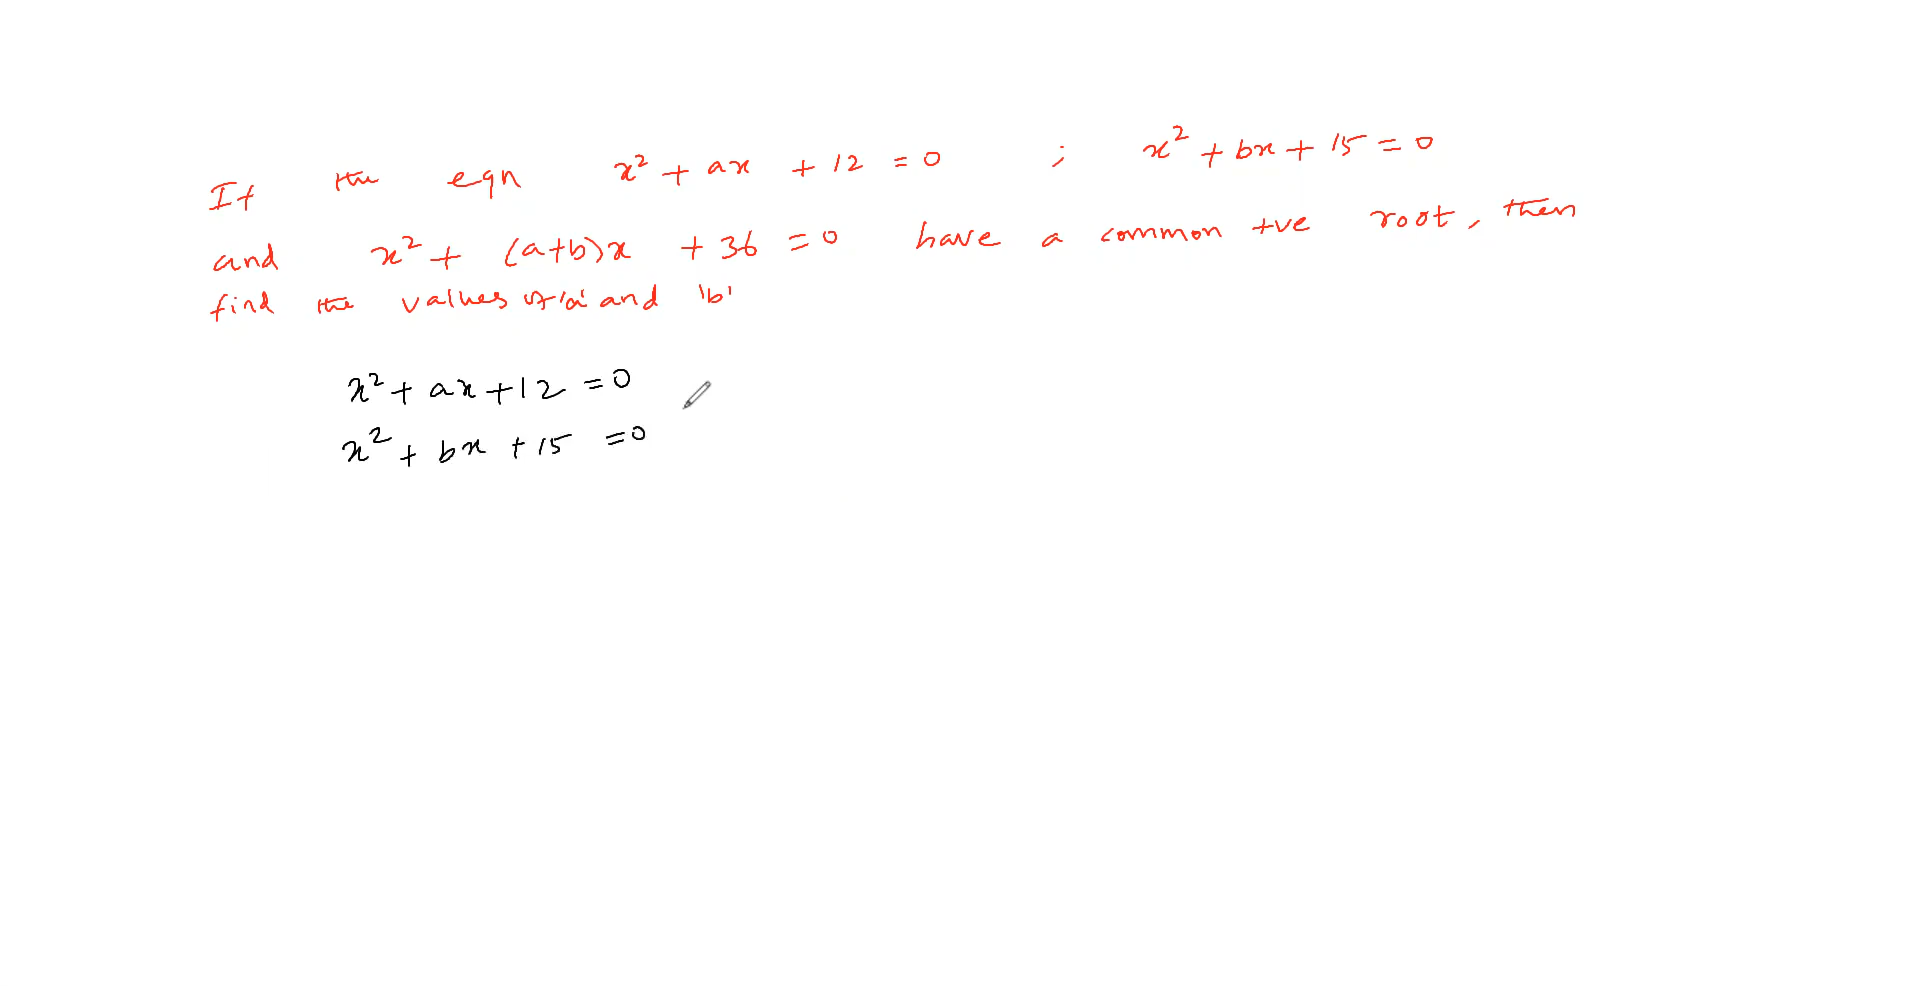 If the eqn x² + ax + 12 = 0 ; x² + bx + 15 = 0
and x² + (a+b)x + 36 = 0 have a common +ve root, then
find the values of 'a' and 'b'
x² + ax + 12 = 0
x² + bx + 15 = 0